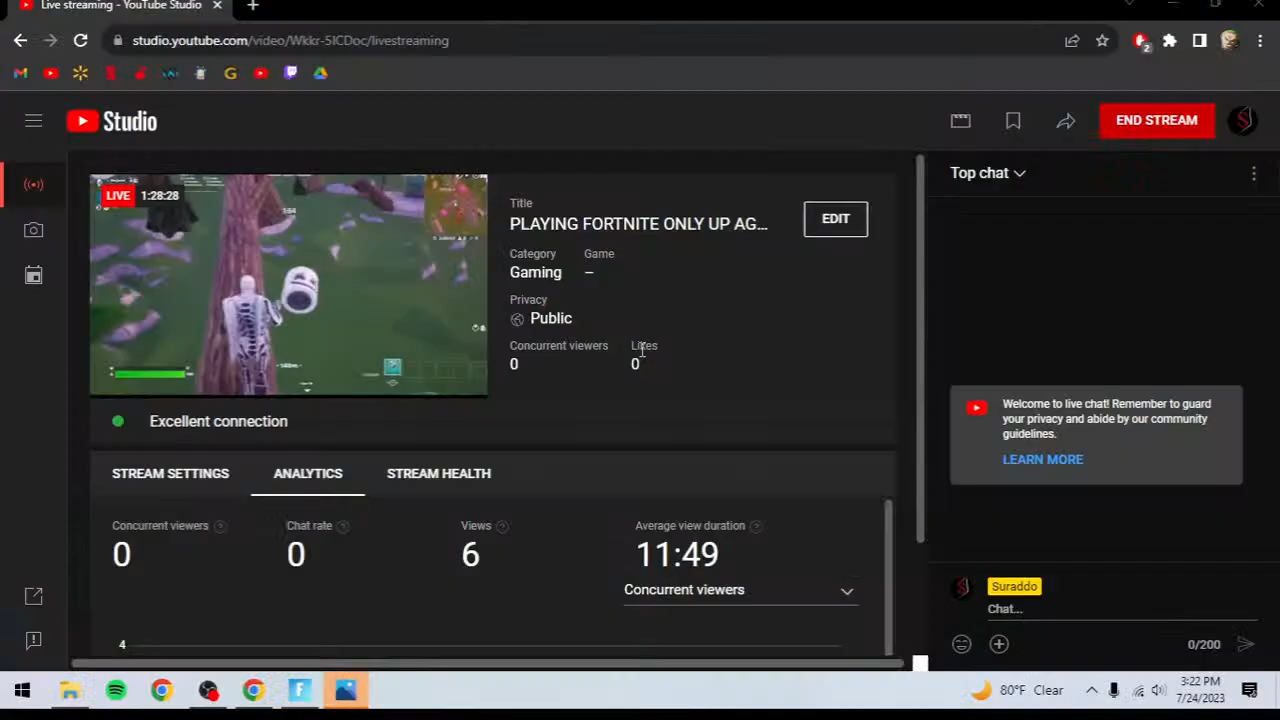 Live streaming - YouTube Studio
studio.youtube.com/video/Wkkr-5ICDoc/livestreaming
2
Studio
END STREAM
LIVE 1:28:28
Title
PLAYING FORTNITE ONLY UP AG...
EDIT
Category Game
Gaming –
Privacy
Public
Concurrent viewers Likes
0 0
Excellent connection
STREAM SETTINGS ANALYTICS STREAM HEALTH
Concurrent viewers Chat rate Views Average view duration
0 0 6 11:49
Concurrent viewers
4
Top chat
Welcome to live chat! Remember to guard
your privacy and abide by our community
guidelines.
LEARN MORE
Suraddo
Chat...
0/200
80°F Clear
3:22 PM
7/24/2023